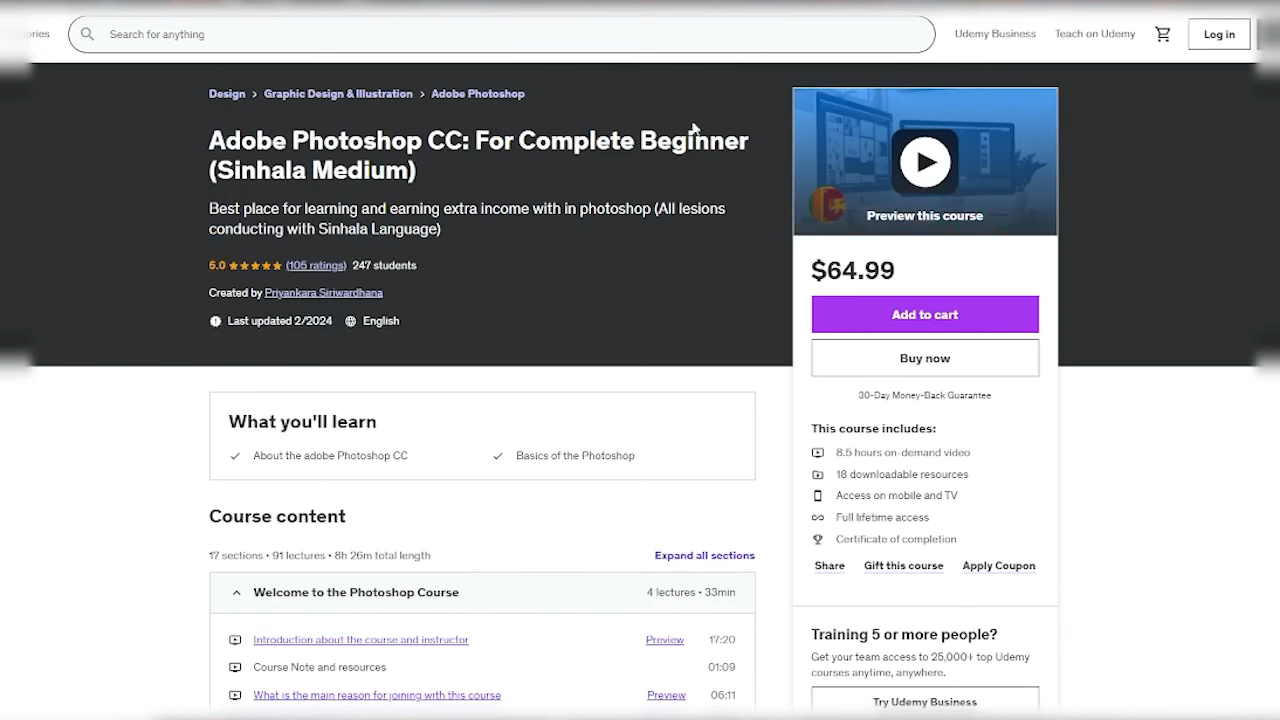 ories
Search for anything
Udemy Business
Teach on Udemy
Log in
Design > Graphic Design & Illustration > Adobe Photoshop
Adobe Photoshop CC: For Complete Beginner
(Sinhala Medium)
Best place for learning and earning extra income with in photoshop (All lesions
conducting with Sinhala Language)
5.0 ★★★★★ (105 ratings) 247 students
Created by Priyankara Siriwardhana
Last updated 2/2024 English
Preview this course
$64.99
Add to cart
Buy now
30-Day Money-Back Guarantee
This course includes:
8.5 hours on-demand video
18 downloadable resources
Access on mobile and TV
Full lifetime access
Certificate of completion
Share Gift this course Apply Coupon
Training 5 or more people?
Get your team access to 25,000+ top Udemy
courses anytime, anywhere.
Try Udemy Business
What you'll learn
About the adobe Photoshop CC
Basics of the Photoshop
Course content
17 sections • 91 lectures • 8h 26m total length
Expand all sections
Welcome to the Photoshop Course 4 lectures • 33min
Introduction about the course and instructor Preview 17:20
Course Note and resources 01:09
What is the main reason for joining with this course Preview 06:11